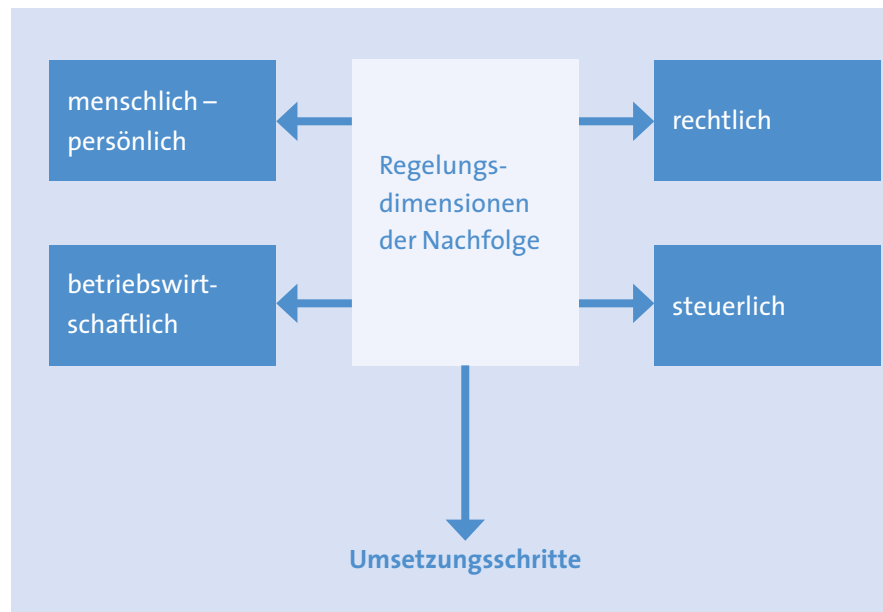 menschlich –
persönlich
rechtlich
Regelungs-
dimensionen
der Nachfolge
betriebswirt-
schaftlich
steuerlich
Umsetzungsschritte